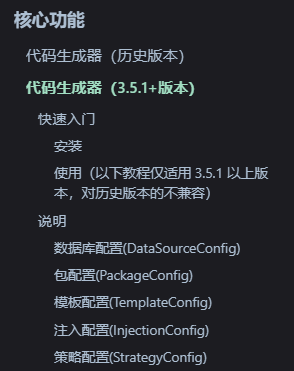 核心功能
代码生成器（历史版本）
代码生成器（3.5.1+版本）
快速入门
安装
使用（以下教程仅适用 3.5.1 以上版
本，对历史版本的不兼容）
说明
数据库配置(DataSourceConfig)
包配置(PackageConfig)
模板配置(TemplateConfig)
注入配置(InjectionConfig)
策略配置(StrategyConfig)